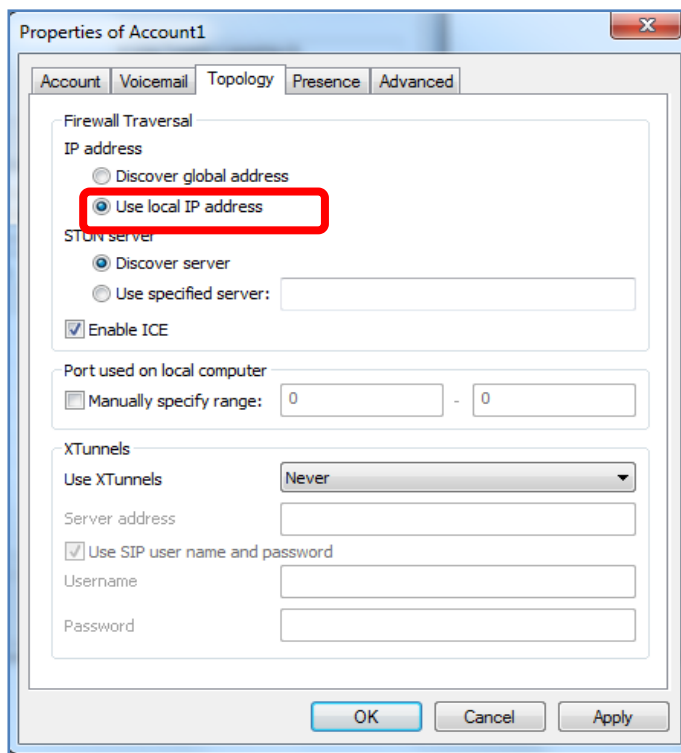 Properties of Account1
Account Voicemail Topology Presence Advanced
Firewall Traversal
IP address
Discover global address
Use local IP address
STUN server
Discover server
Use specified server:
Enable ICE
Port used on local computer
Manually specify range: 0 - 0
XTunnels
Use XTunnels Never
Server address
Use SIP user name and password
Username
Password
OK Cancel Apply